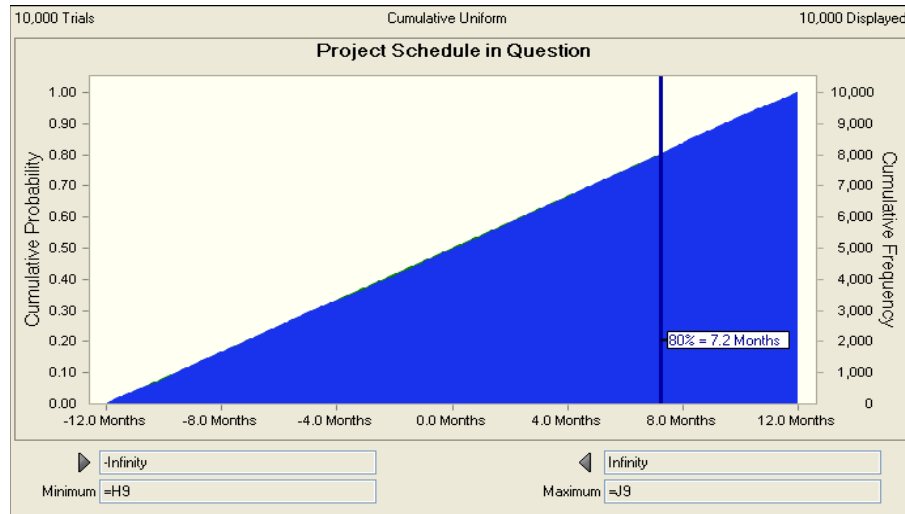 10,000 Trials
Cumulative Uniform
10,000 Displayed
Project Schedule in Question
Cumulative Probability
1.00
0.90
0.80
0.70
0.60
0.50
0.40
0.30
0.20
0.10
0.00
10,000
9,000
8,000
7,000
6,000
5,000
4,000
3,000
2,000
1,000
0
Cumulative Frequency
80% = 7.2 Months
-12.0 Months
-8.0 Months
-4.0 Months
0.0 Months
4.0 Months
8.0 Months
12.0 Months
-Infinity
Infinity
Minimum =H9
Maximum =J9